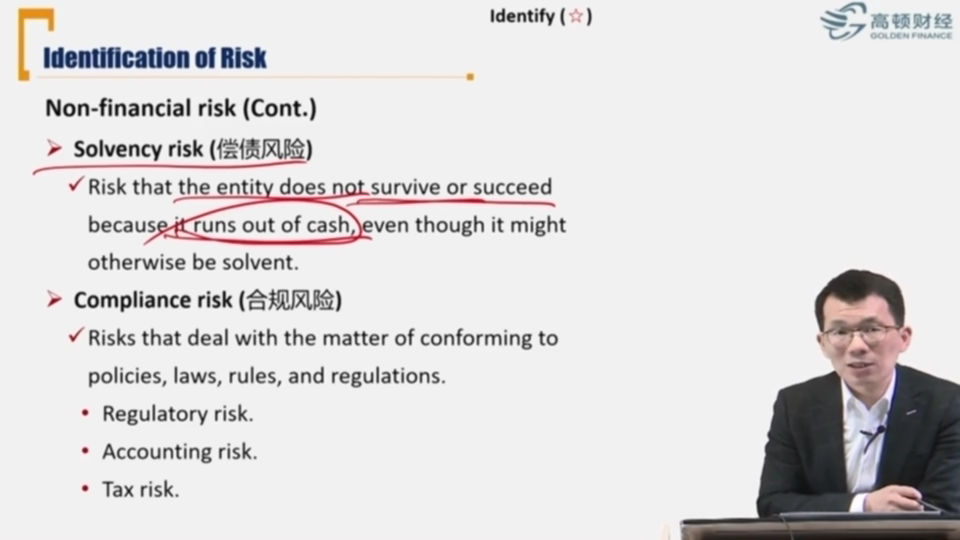 Identify (☆)
高顿财经
GOLDEN FINANCE
Identification of Risk
Non-financial risk (Cont.)
➢ Solvency risk (偿债风险)
✓Risk that the entity does not survive or succeed
because it runs out of cash, even though it might
otherwise be solvent.
➢ Compliance risk (合规风险)
✓Risks that deal with the matter of conforming to
policies, laws, rules, and regulations.
• Regulatory risk.
• Accounting risk.
• Tax risk.